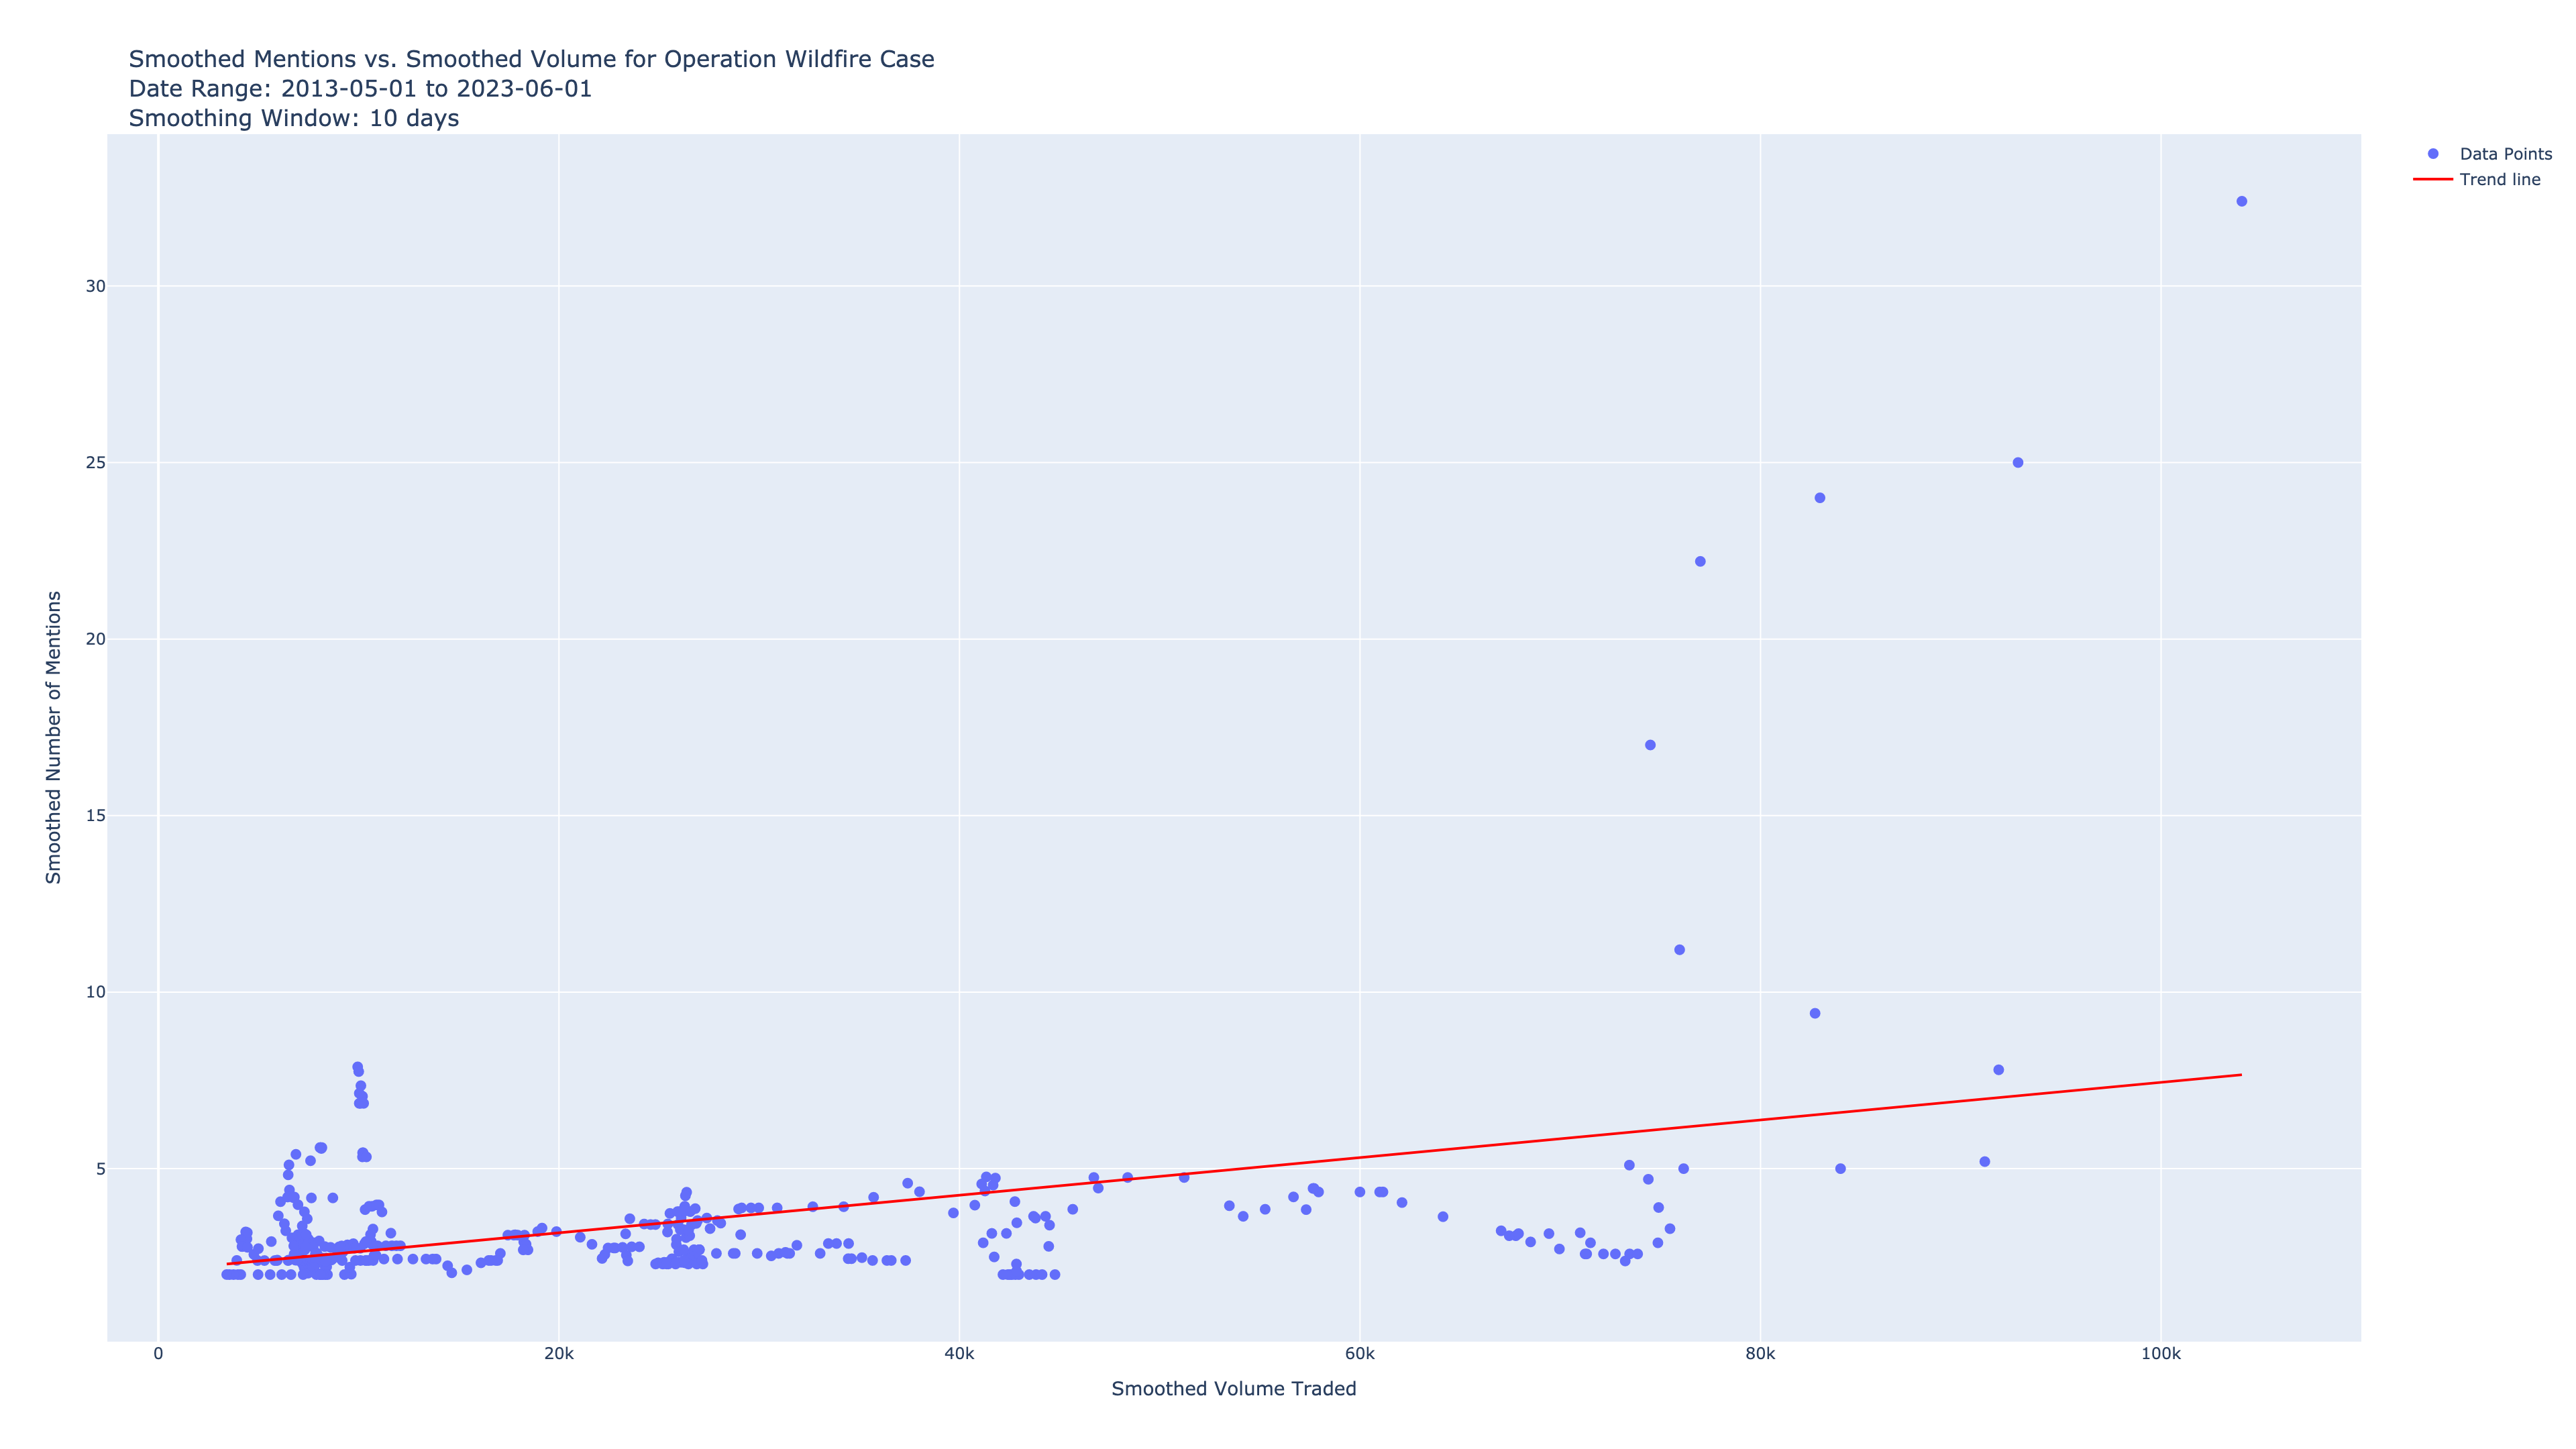 Smoothed Mentions vs. Smoothed Volume for Operation Wildfire Case
Date Range: 2013-05-01 to 2023-06-01
Smoothing Window: 10 days
Data Points
Trend line
Smoothed Number of Mentions
30
25
20
15
10
5
0
20k
40k
60k
80k
100k
Smoothed Volume Traded